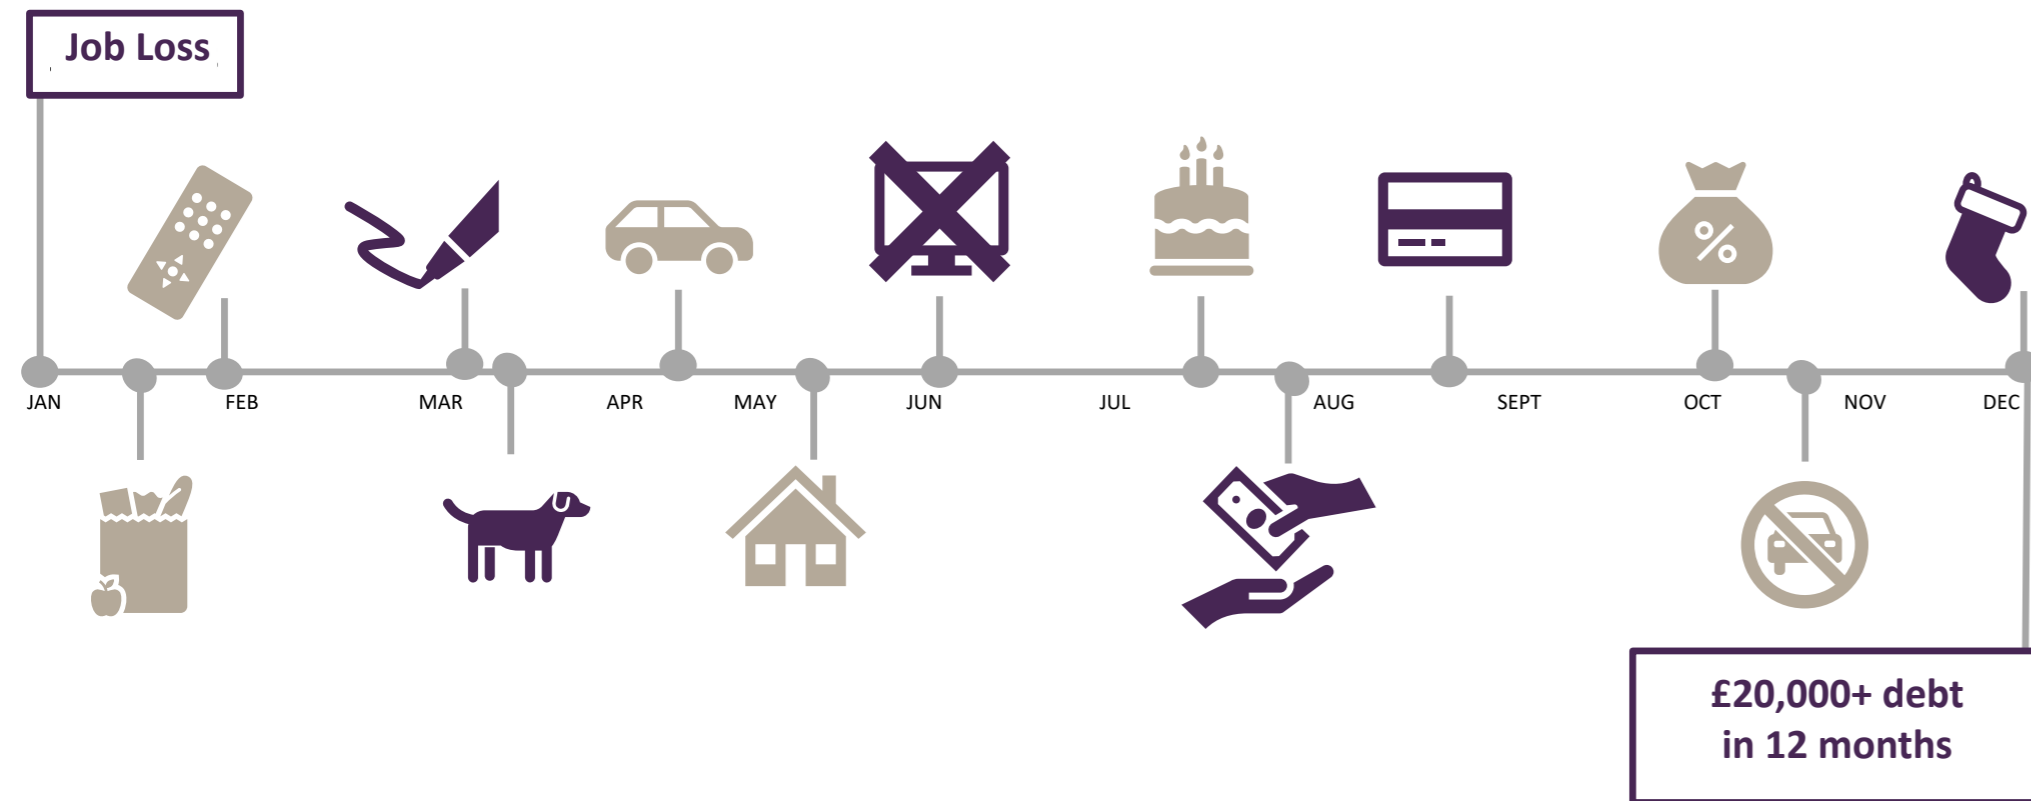 Job Loss
JAN
FEB
MAR
APR
MAY
JUN
JUL
AUG
SEPT
OCT
NOV
DEC
%
£20,000+ debt
in 12 months